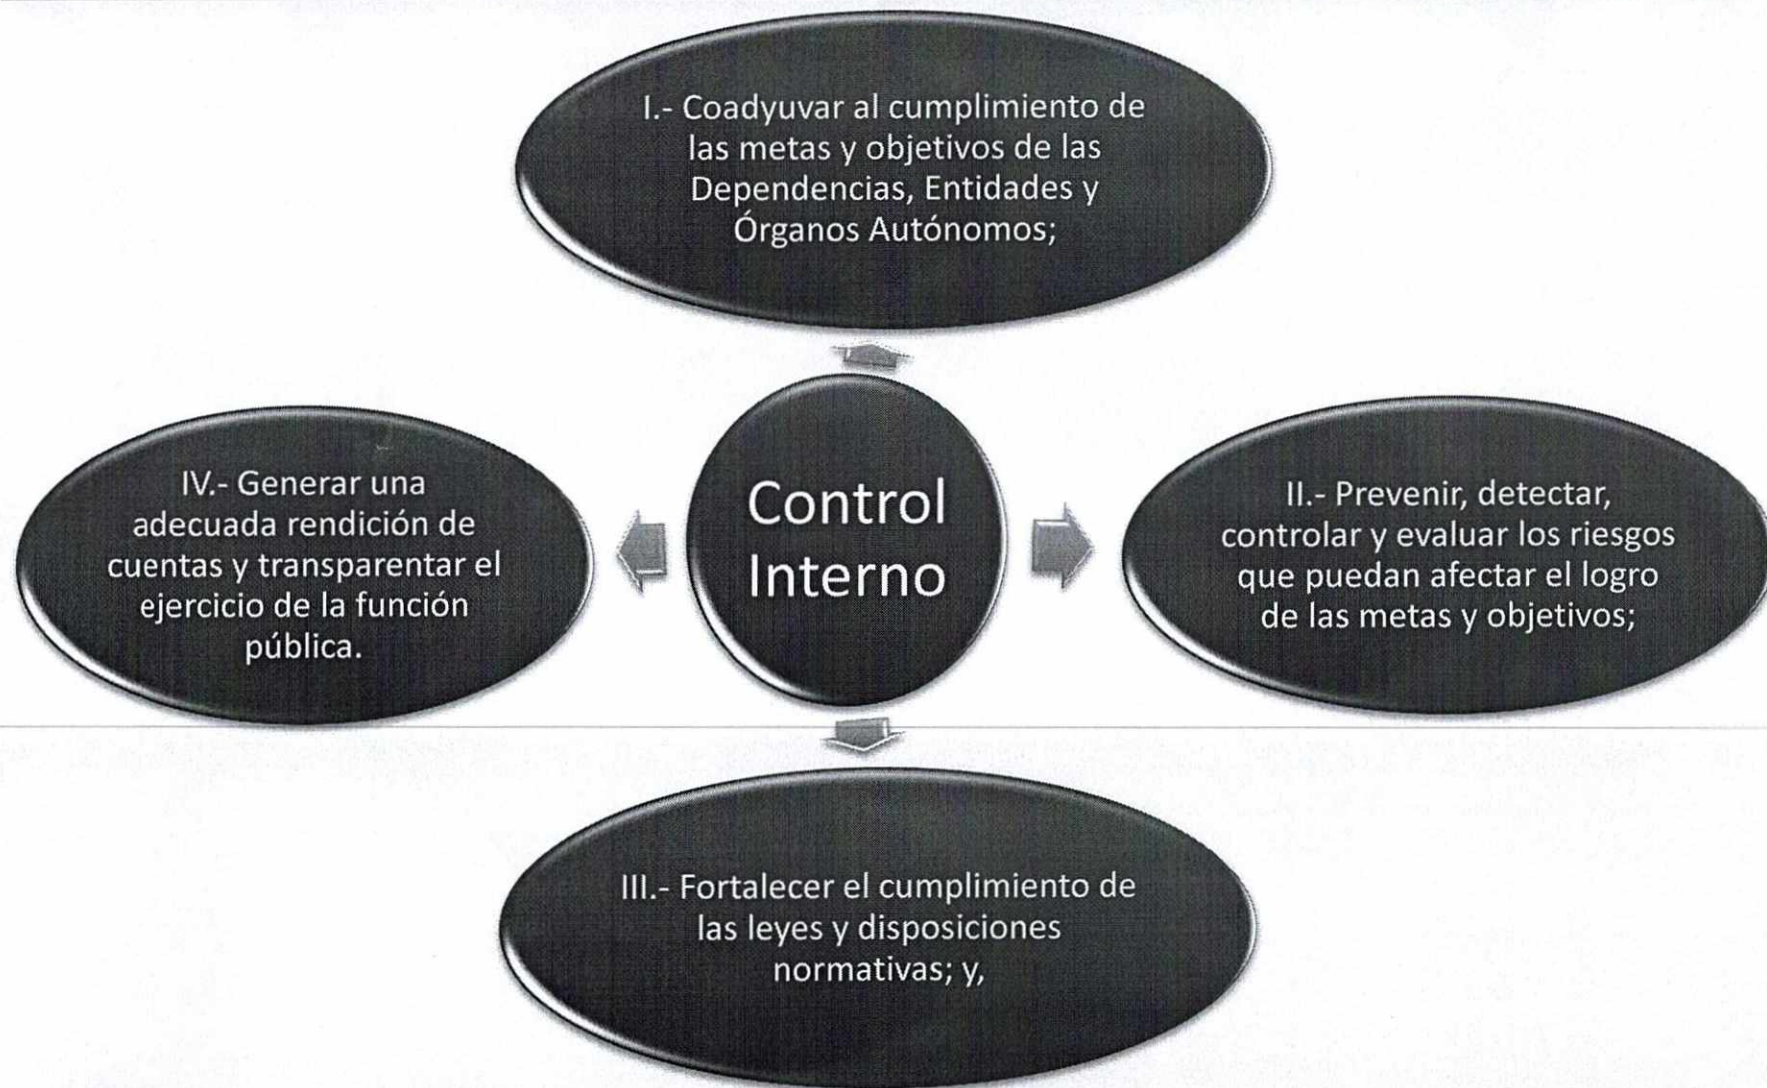 I.- Coadyuvar al cumplimiento de
las metas y objetivos de las
Dependencias, Entidades y
Órganos Autónomos;
Control
Interno
II.- Prevenir, detectar,
controlar y evaluar los riesgos
que puedan afectar el logro
de las metas y objetivos;
III.- Fortalecer el cumplimiento de
las leyes y disposiciones
normativas; y,
IV.- Generar una
adecuada rendición de
cuentas y transparentar el
ejercicio de la función
pública.